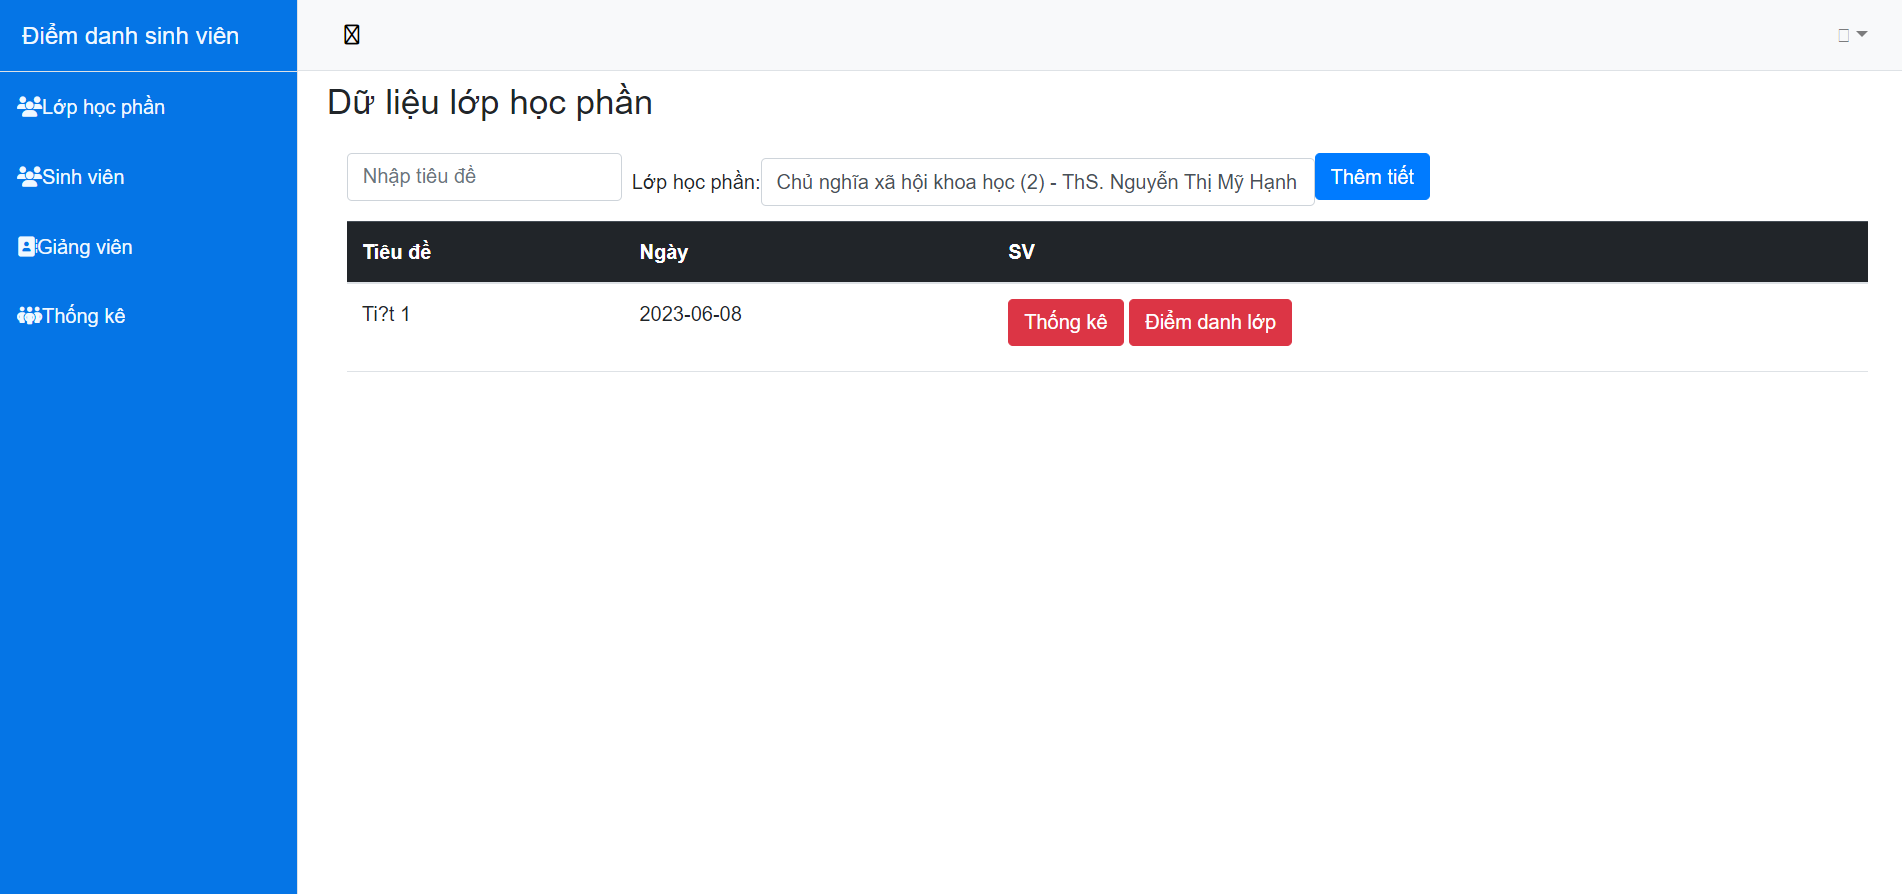 Điểm danh sinh viên
Lớp học phần
Sinh viên
Giảng viên
Thống kê
Dữ liệu lớp học phần
Nhập tiêu đề Lớp học phần: Chủ nghĩa xã hội khoa học (2) - ThS. Nguyễn Thị Mỹ Hạnh Thêm tiết
Tiêu đề Ngày SV
Ti?t 1 2023-06-08 Thống kê Điểm danh lớp